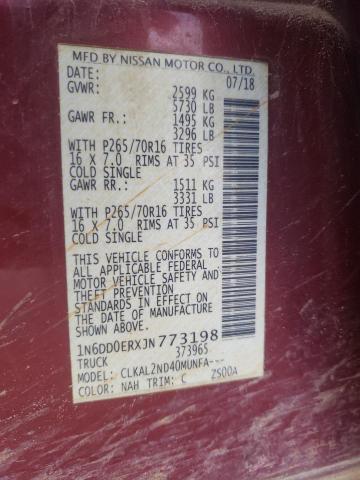 MFD BY NISSAN MOTOR CO., LTD.
DATE: 07/18
GVWR: 2599 KG
5730 LB
GAWR FR.: 1495 KG
3296 LB
WITH P265/70R16 TIRES
16 X 7.0 RIMS AT 35 PSI
COLD SINGLE
GAWR RR.: 1511 KG
3331 LB
WITH P265/70R16 TIRES
16 X 7.0 RIMS AT 35 PSI
COLD SINGLE
THIS VEHICLE CONFORMS TO
ALL APPLICABLE FEDERAL
MOTOR VEHICLE SAFETY AND
THEFT PREVENTION
STANDARDS IN EFFECT ON
THE DATE OF MANUFACTURE
SHOWN ABOVE.
1N6DD0ERXJN773198
TRUCK 373965
MODEL: CLKAL2ND40MUNFA---
COLOR: NAH TRIM: C ZS00A